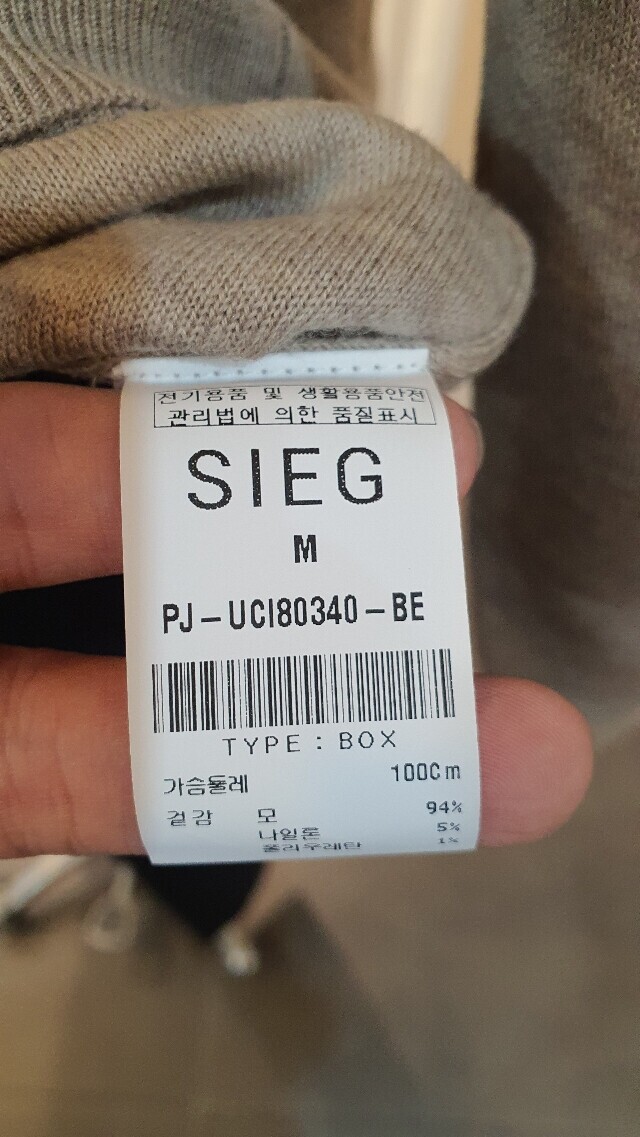 전기용품 및 생활용품안전
관리법에 의한 품질표시
SIEG
M
PJ-UCI80340-BE
TYPE : BOX
가슴둘레 100Cm
겉감 모 94%
나일론 5%
폴리우레탄 1%